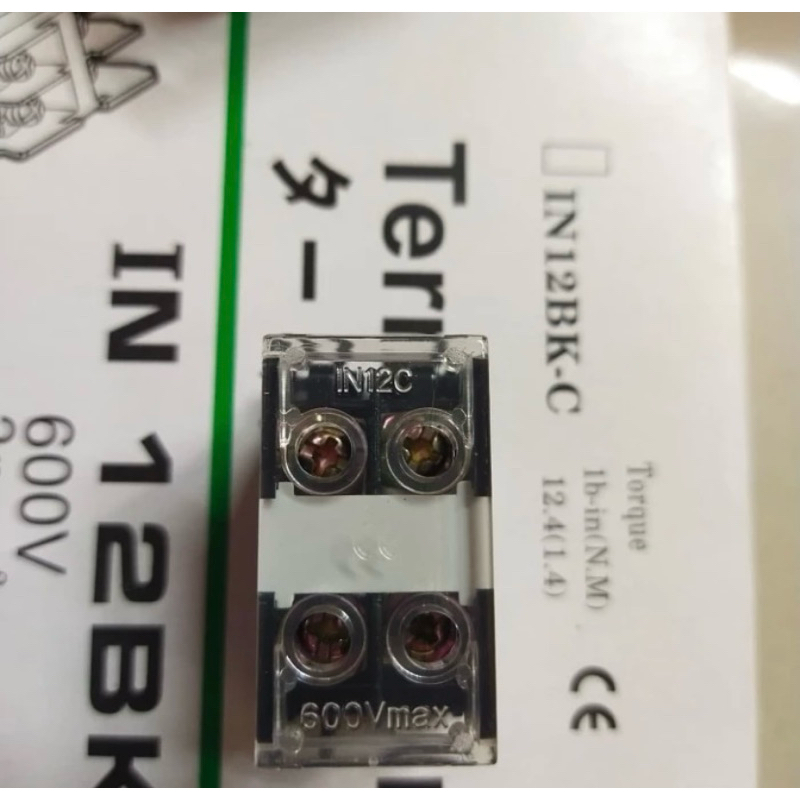 IN12C
600Vmax
IN12BK-C
Torque
1b-in(N.M)
12.4(1.4)
CE
Ter
ター
IN 12BK
600V